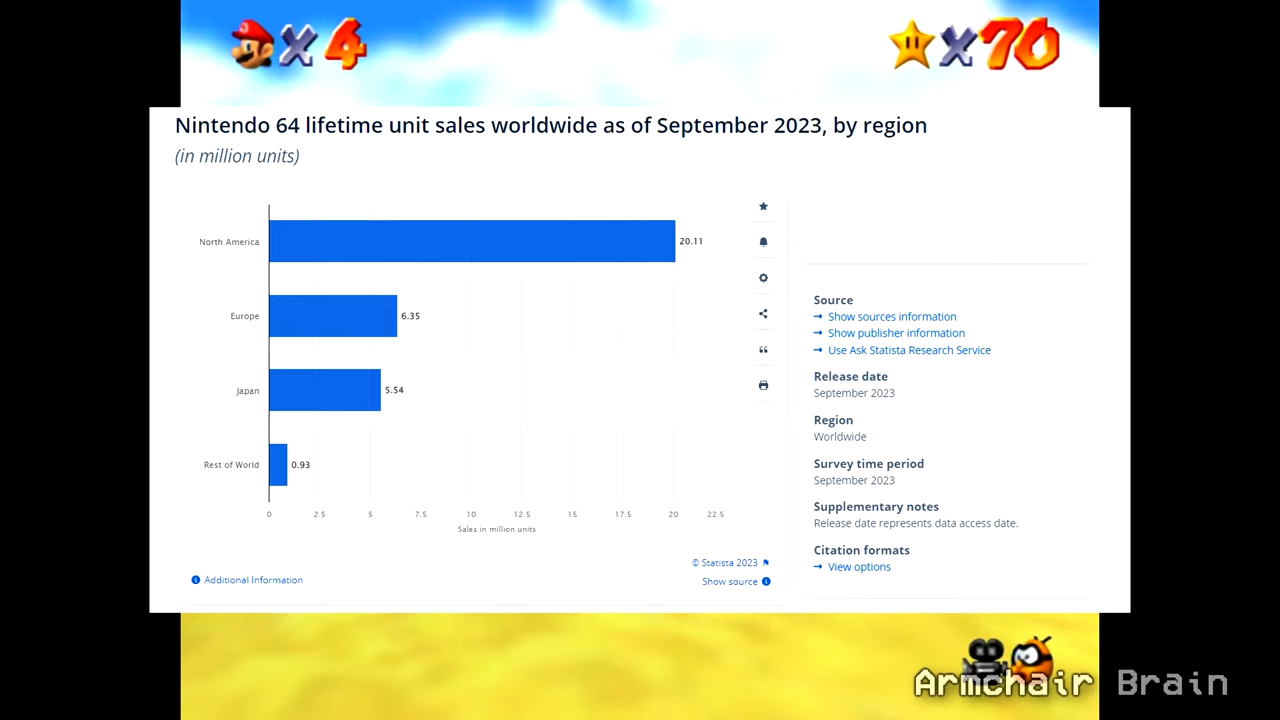 x 4
x 70
Nintendo 64 lifetime unit sales worldwide as of September 2023, by region
(in million units)
North America
20.11
Europe
6.35
Japan
5.54
Rest of World
0.93
0 2.5 5 7.5 10 12.5 15 17.5 20 22.5
Sales in million units
© Statista 2023
Additional Information
Show source
Source
→ Show sources information
→ Show publisher information
→ Use Ask Statista Research Service
Release date
September 2023
Region
Worldwide
Survey time period
September 2023
Supplementary notes
Release date represents data access date.
Citation formats
→ View options
Armchair Brain